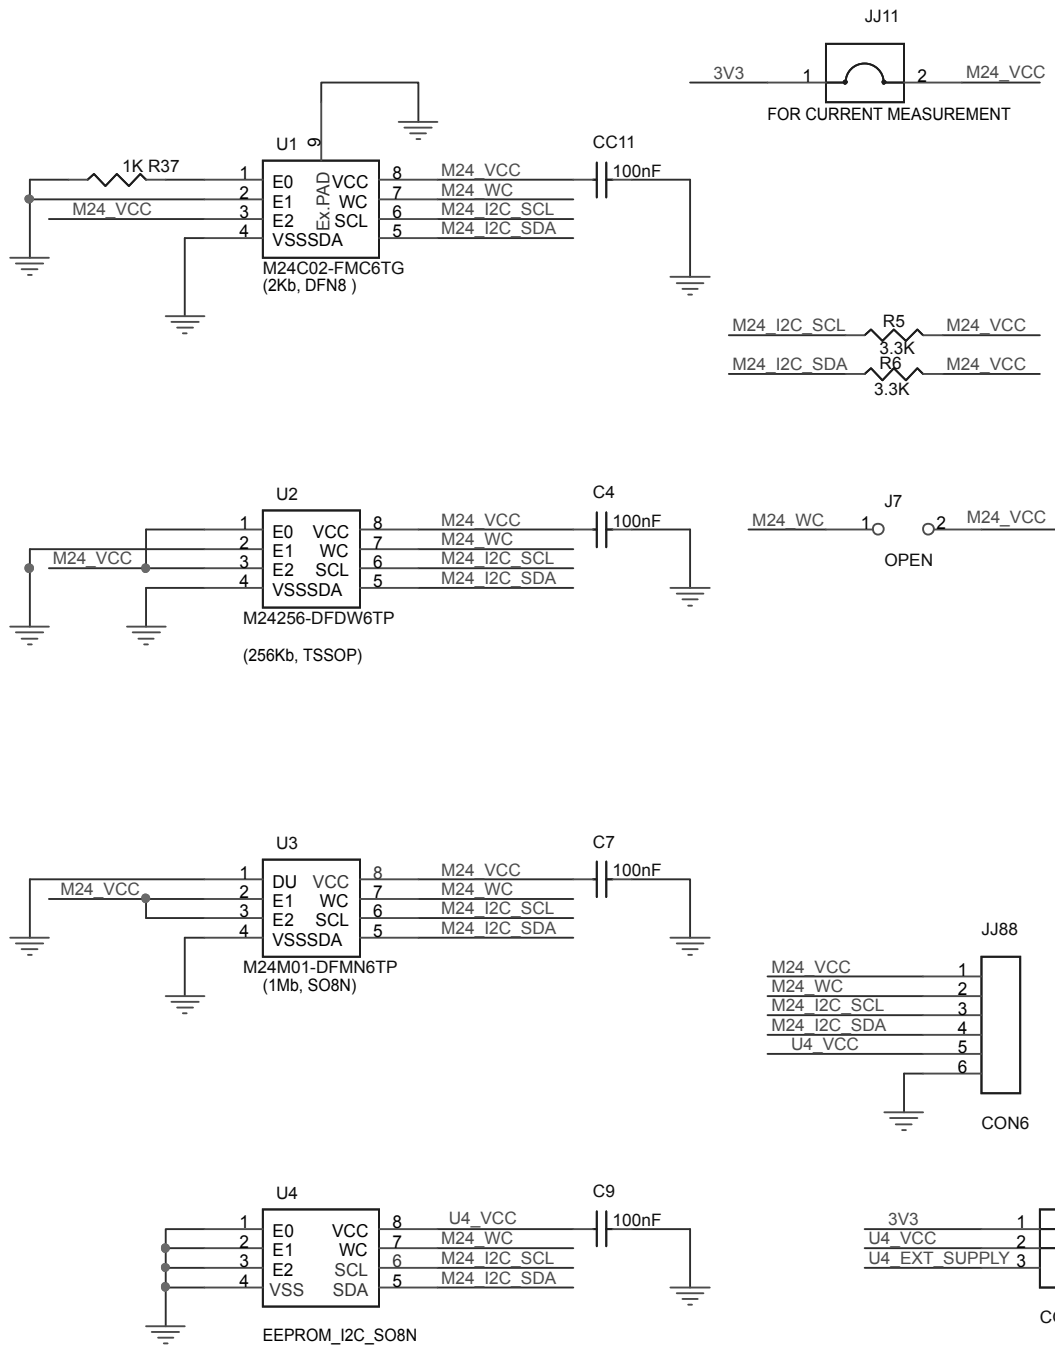 JJ11
3V3 1 2 M24_VCC
FOR CURRENT MEASUREMENT
U1 9 CC11
1K R37 1 E0 Ex.PAD VCC 8 M24_VCC 100nF
2 E1 WC 7 M24_WC
M24_VCC 3 E2 SCL 6 M24_I2C_SCL
4 VSSSDA 5 M24_I2C_SDA
M24C02-FMC6TG
(2Kb, DFN8 )
M24_I2C_SCL R5 M24_VCC
3.3K
M24_I2C_SDA R6 M24_VCC
3.3K
U2 C4 J7
1 E0 VCC 8 M24_VCC 100nF
M24_WC 1 2 M24_VCC
2 E1 WC 7 M24_WC
M24_VCC 3 E2 SCL 6 M24_I2C_SCL OPEN
4 VSSSDA 5 M24_I2C_SDA
M24256-DFDW6TP
(256Kb, TSSOP)
U3 C7
1 DU VCC 8 M24_VCC 100nF
M24_VCC 2 E1 WC 7 M24_WC
3 E2 SCL 6 M24_I2C_SCL
4 VSSSDA 5 M24_I2C_SDA
M24M01-DFMN6TP
(1Mb, SO8N)
JJ88
M24_VCC 1
M24_WC 2
M24_I2C_SCL 3
M24_I2C_SDA 4
U4_VCC 5
6
CON6
U4 C9
1 E0 VCC 8 U4_VCC 100nF
2 E1 WC 7 M24_WC
3 E2 SCL 6 M24_I2C_SCL
4 VSS SDA 5 M24_I2C_SDA
EEPROM_I2C_SO8N
3V3 1
U4_VCC 2
U4_EXT_SUPPLY 3